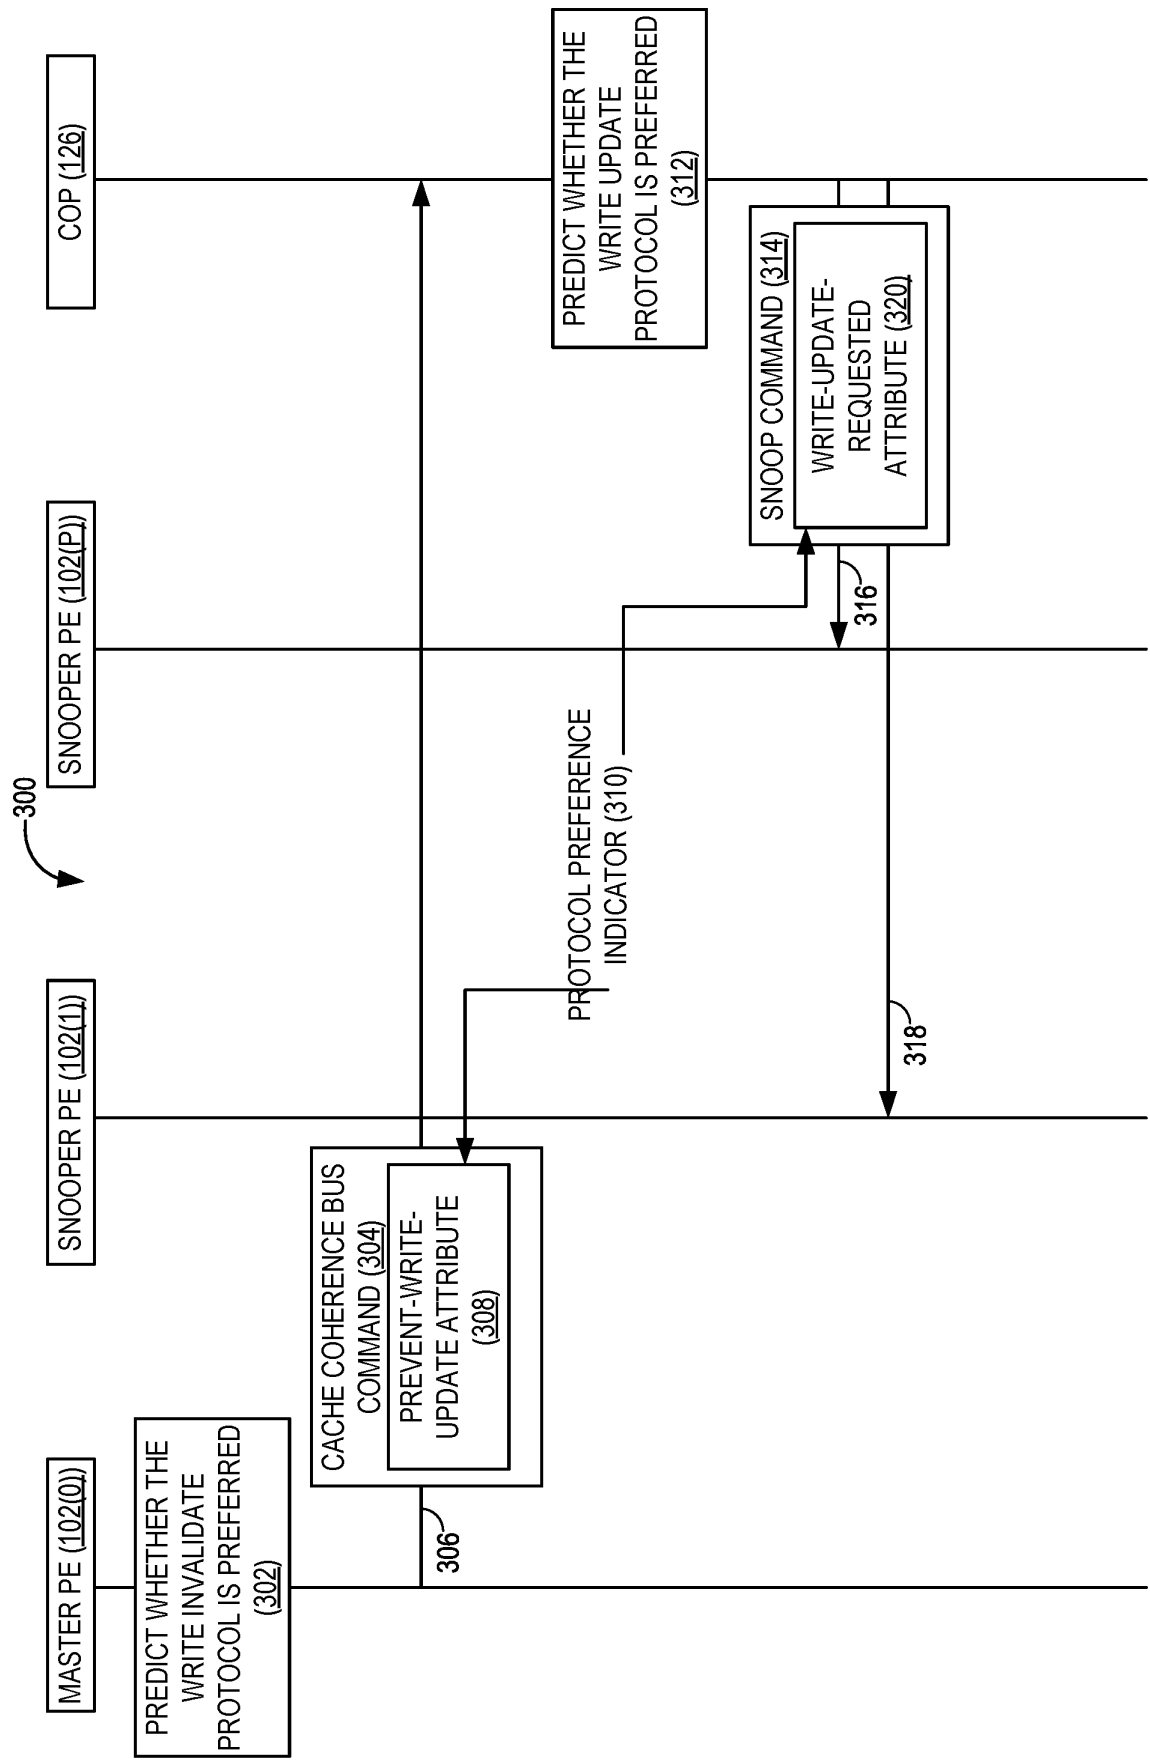 300
MASTER PE (102(0))
SNOOPER PE (102(1))
SNOOPER PE (102(P))
COP (126)
PREDICT WHETHER THE
WRITE INVALIDATE
PROTOCOL IS PREFERRED
(302)
CACHE COHERENCE BUS
COMMAND (304)
PREVENT-WRITE-
UPDATE ATTRIBUTE
(308)
306
PROTOCOL PREFERENCE
INDICATOR (310)
PREDICT WHETHER THE
WRITE UPDATE
PROTOCOL IS PREFERRED
(312)
SNOOP COMMAND (314)
WRITE-UPDATE-
REQUESTED
ATTRIBUTE (320)
316
318